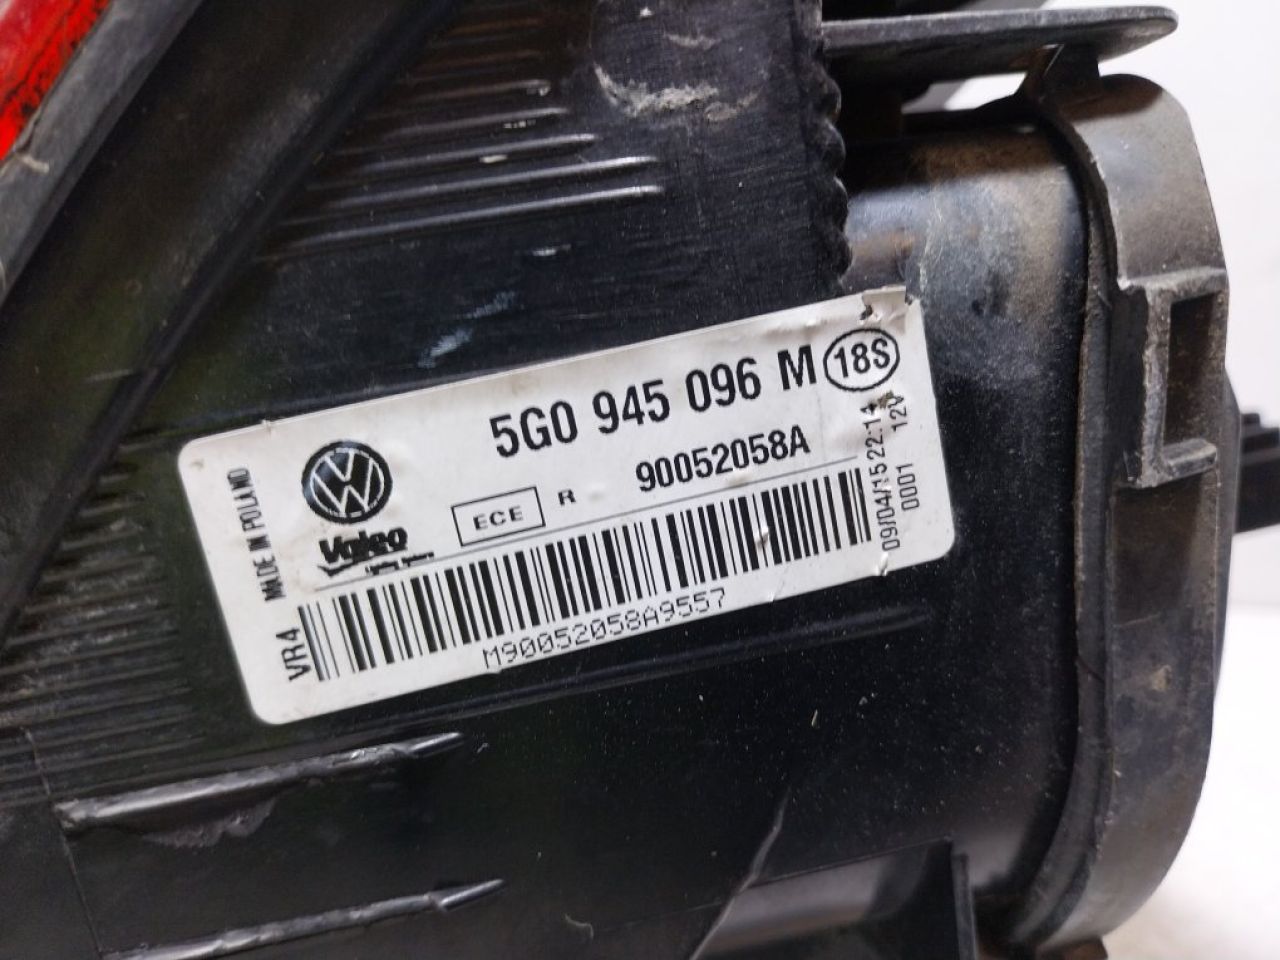 5G0 945 096 M 18S
90052058A
ECE R
Valeo
MADE IN POLAND
VR4
M90052058A9557
09/04/15 22:14
0001 12V